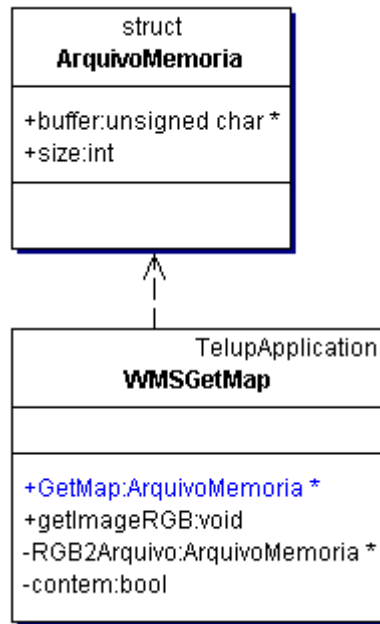 struct
ArquivoMemoria
+buffer:unsigned char *
+size:int
TelupApplication
WMSGetMap
+GetMap:ArquivoMemoria *
+getImageRGB:void
-RGB2Arquivo:ArquivoMemoria *
-contem:bool